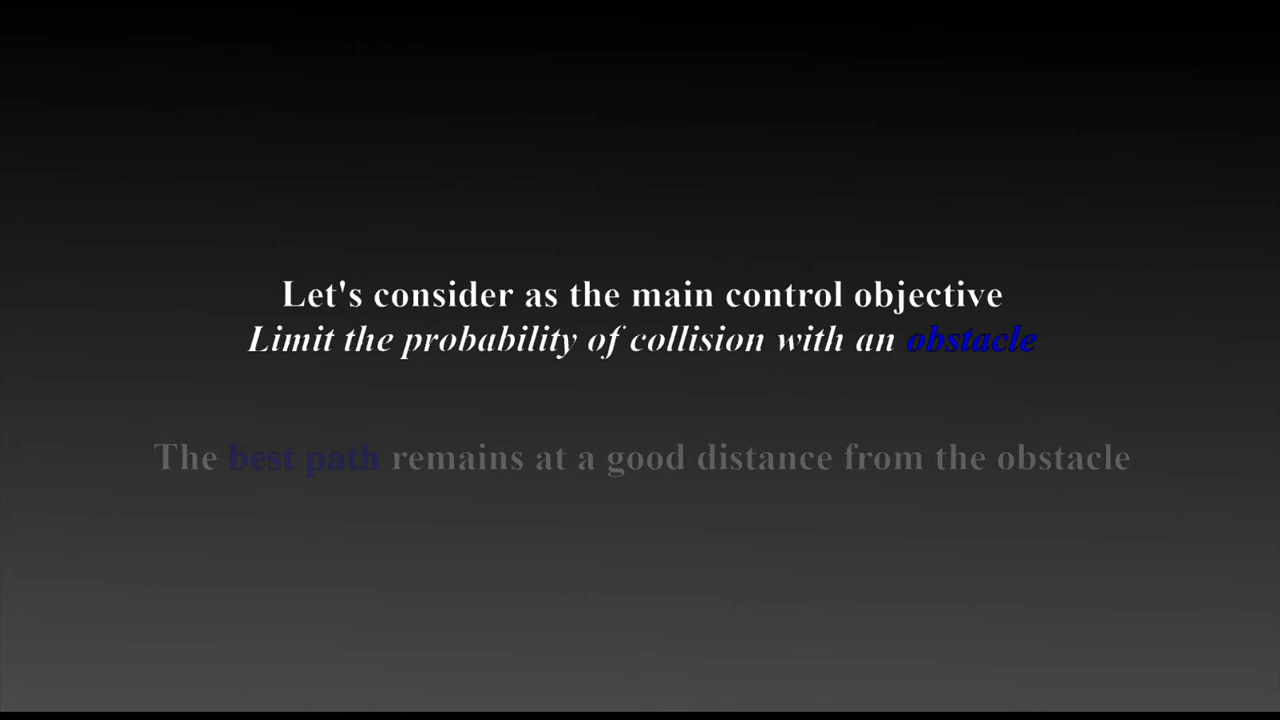 Let's consider as the main control objective
Limit the probability of collision with an obstacle
The best path remains at a good distance from the obstacle